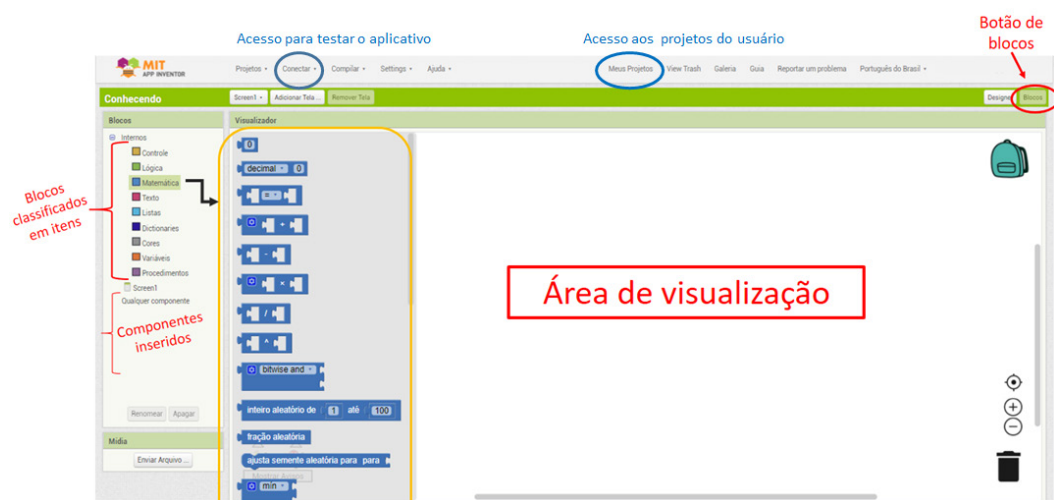 Botão de
blocos
Acesso para testar o aplicativo
Acesso aos projetos do usuário
MIT
APP INVENTOR
Projetos
Conectar
Compilar
Settings
Ajuda
Meus Projetos
View Trash
Galeria
Guia
Reportar um problema
Português do Brasil
Conhecendo
Screen1
Adicionar Tela ...
Remover Tela
Designer
Blocos
Blocos
Visualizador
Internos
Controle
Lógica
Matemática
Texto
Listas
Dictionaries
Cores
Variáveis
Procedimentos
Screen1
Qualquer componente
Blocos
classificados
em itens
Componentes
inseridos
Renomear
Apagar
Mídia
Enviar Arquivo ...
0
decimal 0
=
+
-
×
/
^
bitwise and
inteiro aleatório de 1 até 100
fração aleatória
ajusta semente aleatória para para
mín
Área de visualização